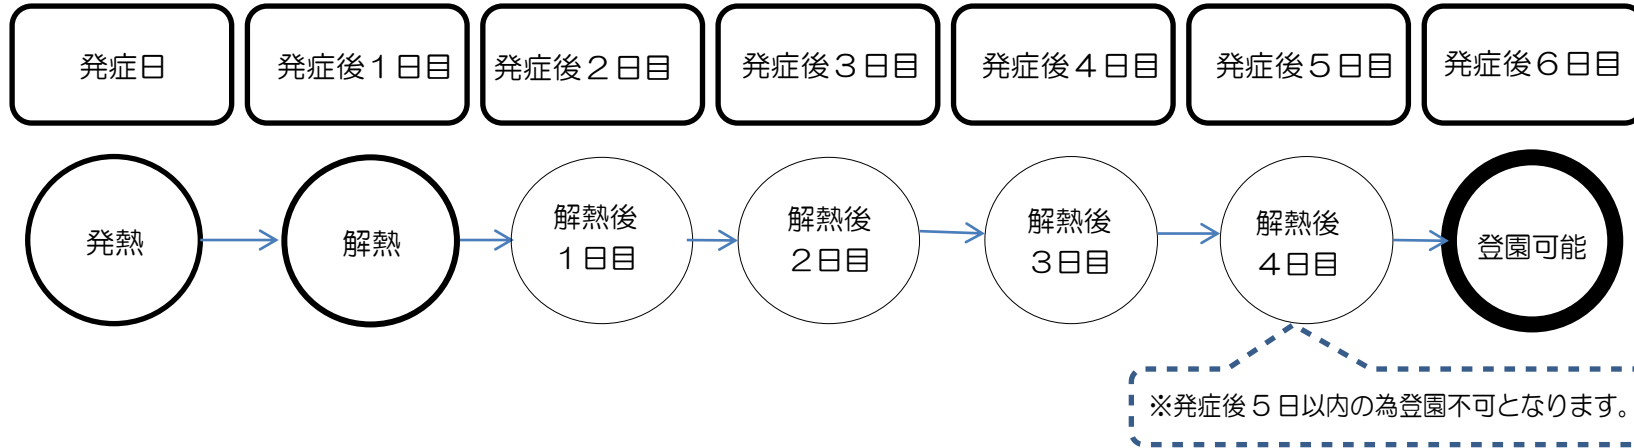 発症日
発症後１日目
発症後２日目
発症後３日目
発症後４日目
発症後５日目
発症後６日目
発熱
解熱
解熱後
１日目
解熱後
２日目
解熱後
３日目
解熱後
４日目
登園可能
※発症後５日以内の為登園不可となります。